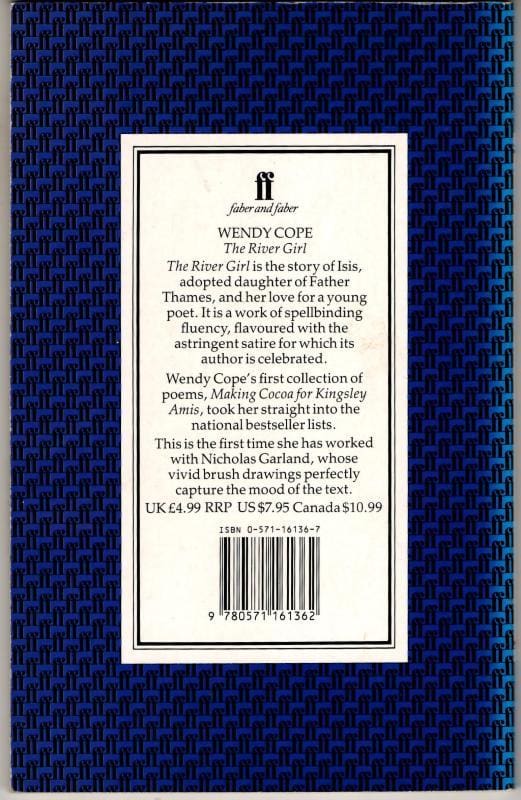 ff
faber and faber
WENDY COPE
The River Girl
The River Girl is the story of Isis,
adopted daughter of Father
Thames, and her love for a young
poet. It is a work of spellbinding
fluency, flavoured with the
astringent satire for which its
author is celebrated.
Wendy Cope's first collection of
poems, Making Cocoa for Kingsley
Amis, took her straight into the
national bestseller lists.
This is the first time she has worked
with Nicholas Garland, whose
vivid brush drawings perfectly
capture the mood of the text.
UK £4.99 RRP US $7.95 Canada $10.99
ISBN 0-571-16136-7
9 780571 161362